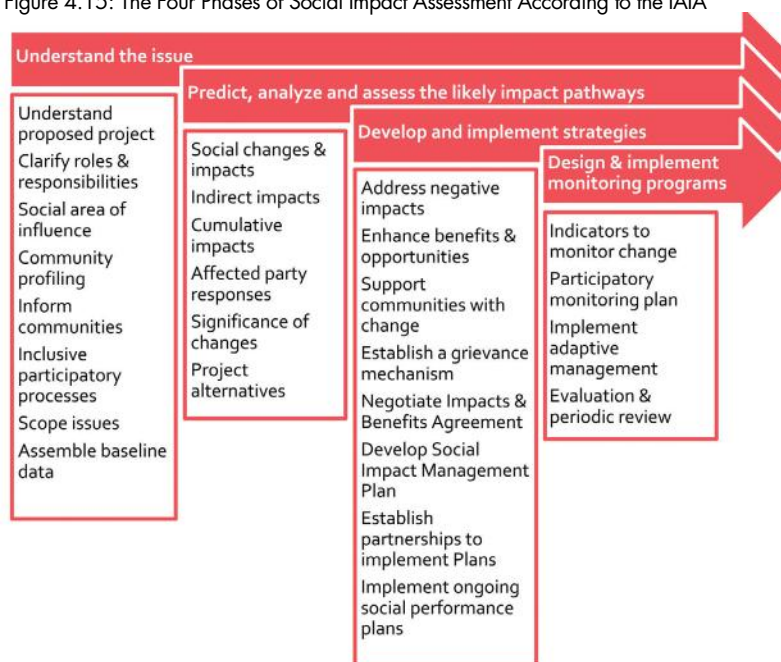 Figure 4.15: The Four Phases of Social Impact Assessment According to the IAIA
Understand the issue
Understand
proposed project
Clarify roles &
responsibilities
Social area of
influence
Community
profiling
Inform
communities
Inclusive
participatory
processes
Scope issues
Assemble baseline
data
Predict, analyze and assess the likely impact pathways
Social changes &
impacts
Indirect impacts
Cumulative
impacts
Affected party
responses
Significance of
changes
Project
alternatives
Develop and implement strategies
Address negative
impacts
Enhance benefits &
opportunities
Support
communities with
change
Establish a grievance
mechanism
Negotiate Impacts &
Benefits Agreement
Develop Social
Impact Management
Plan
Establish
partnerships to
implement Plans
Implement ongoing
social performance
plans
Design & implement
monitoring programs
Indicators to
monitor change
Participatory
monitoring plan
Implement
adaptive
management
Evaluation &
periodic review